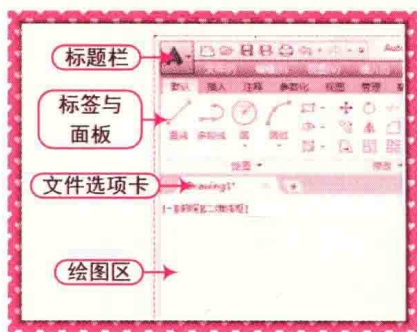 标题栏
A
Aut
默认 插入 注释 参数化 视图 管理
标签与
面板
直线 多段线 圆 圆弧
绘图
修改
文件选项卡
Drawing1*
绘图区